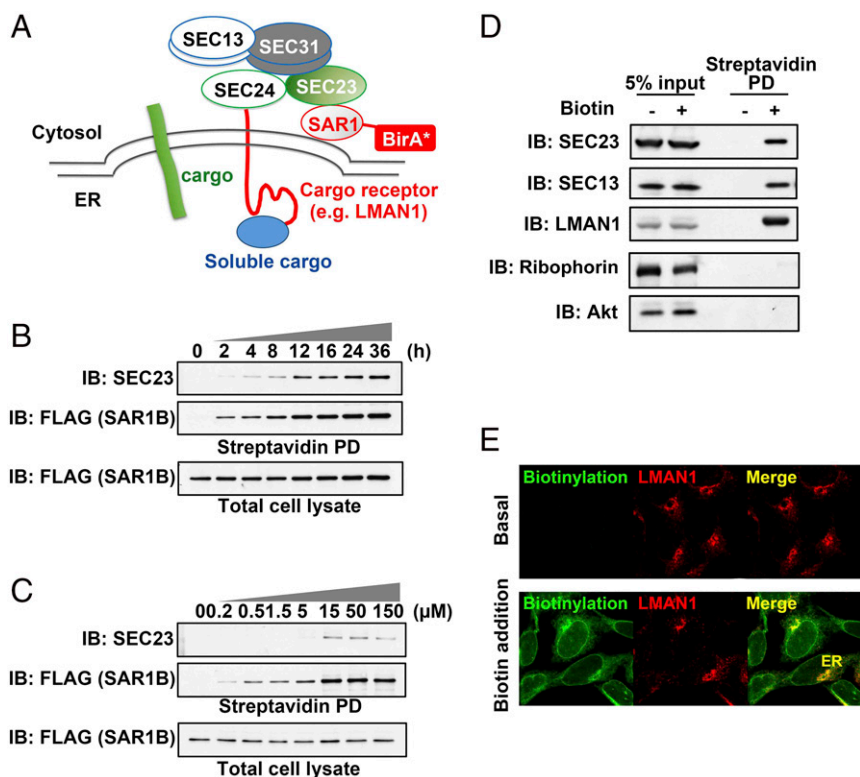 A
SEC13
SEC31
SEC24
SEC23
SAR1
BirA*
Cytosol
ER
cargo
Cargo receptor
(e.g. LMAN1)
Soluble cargo
B
0 2 4 8 12 16 24 36 (h)
IB: SEC23
IB: FLAG (SAR1B)
Streptavidin PD
IB: FLAG (SAR1B)
Total cell lysate
C
00.2 0.51.5 5 15 50 150 (µM)
IB: SEC23
IB: FLAG (SAR1B)
Streptavidin PD
IB: FLAG (SAR1B)
Total cell lysate
D
5% input
Streptavidin
PD
Biotin - + - +
IB: SEC23
IB: SEC13
IB: LMAN1
IB: Ribophorin
IB: Akt
E
Basal
Biotinylation LMAN1 Merge
Biotin addition
Biotinylation LMAN1 Merge
ER